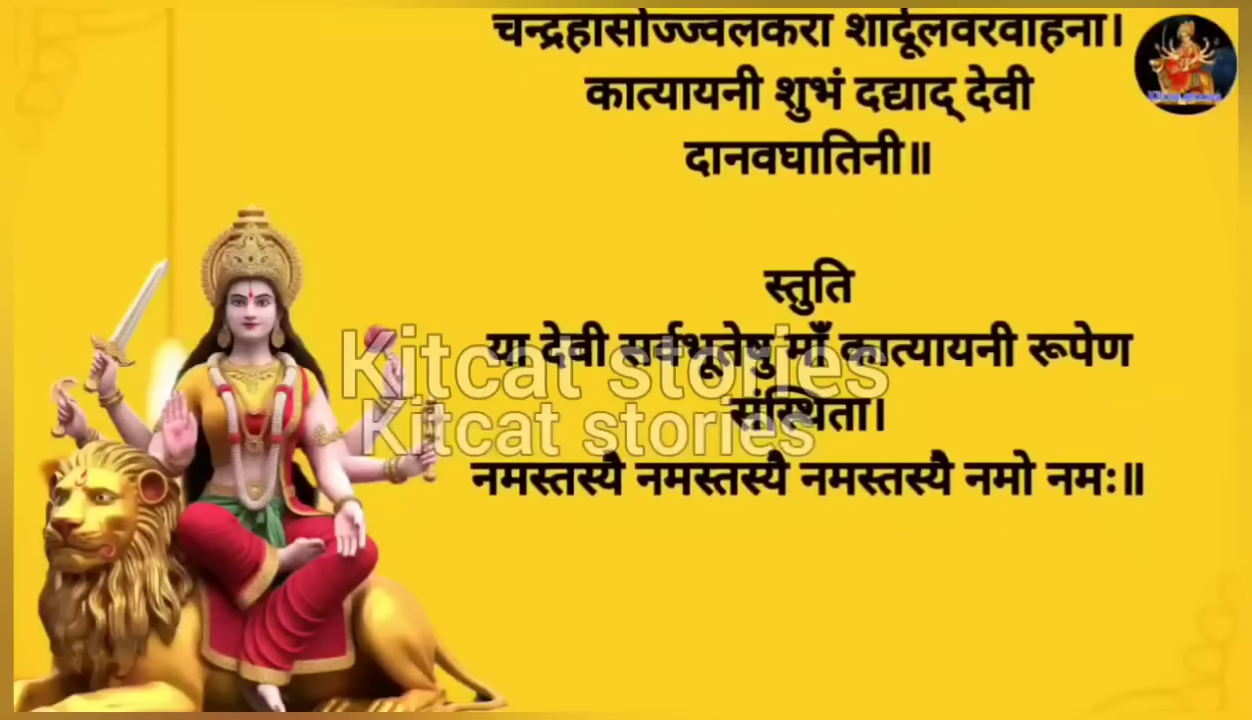 चन्द्रहासोज्ज्वलकरा शार्दूलवरवाहना।
कात्यायनी शुभं दद्याद् देवी
दानवघातिनी॥
स्तुति
या देवी सर्वभूतेषु माँ कात्यायनी रूपेण
संस्थिता।
नमस्तस्यै नमस्तस्यै नमस्तस्यै नमो नमः॥
Kitcat stories
Kitcat stories